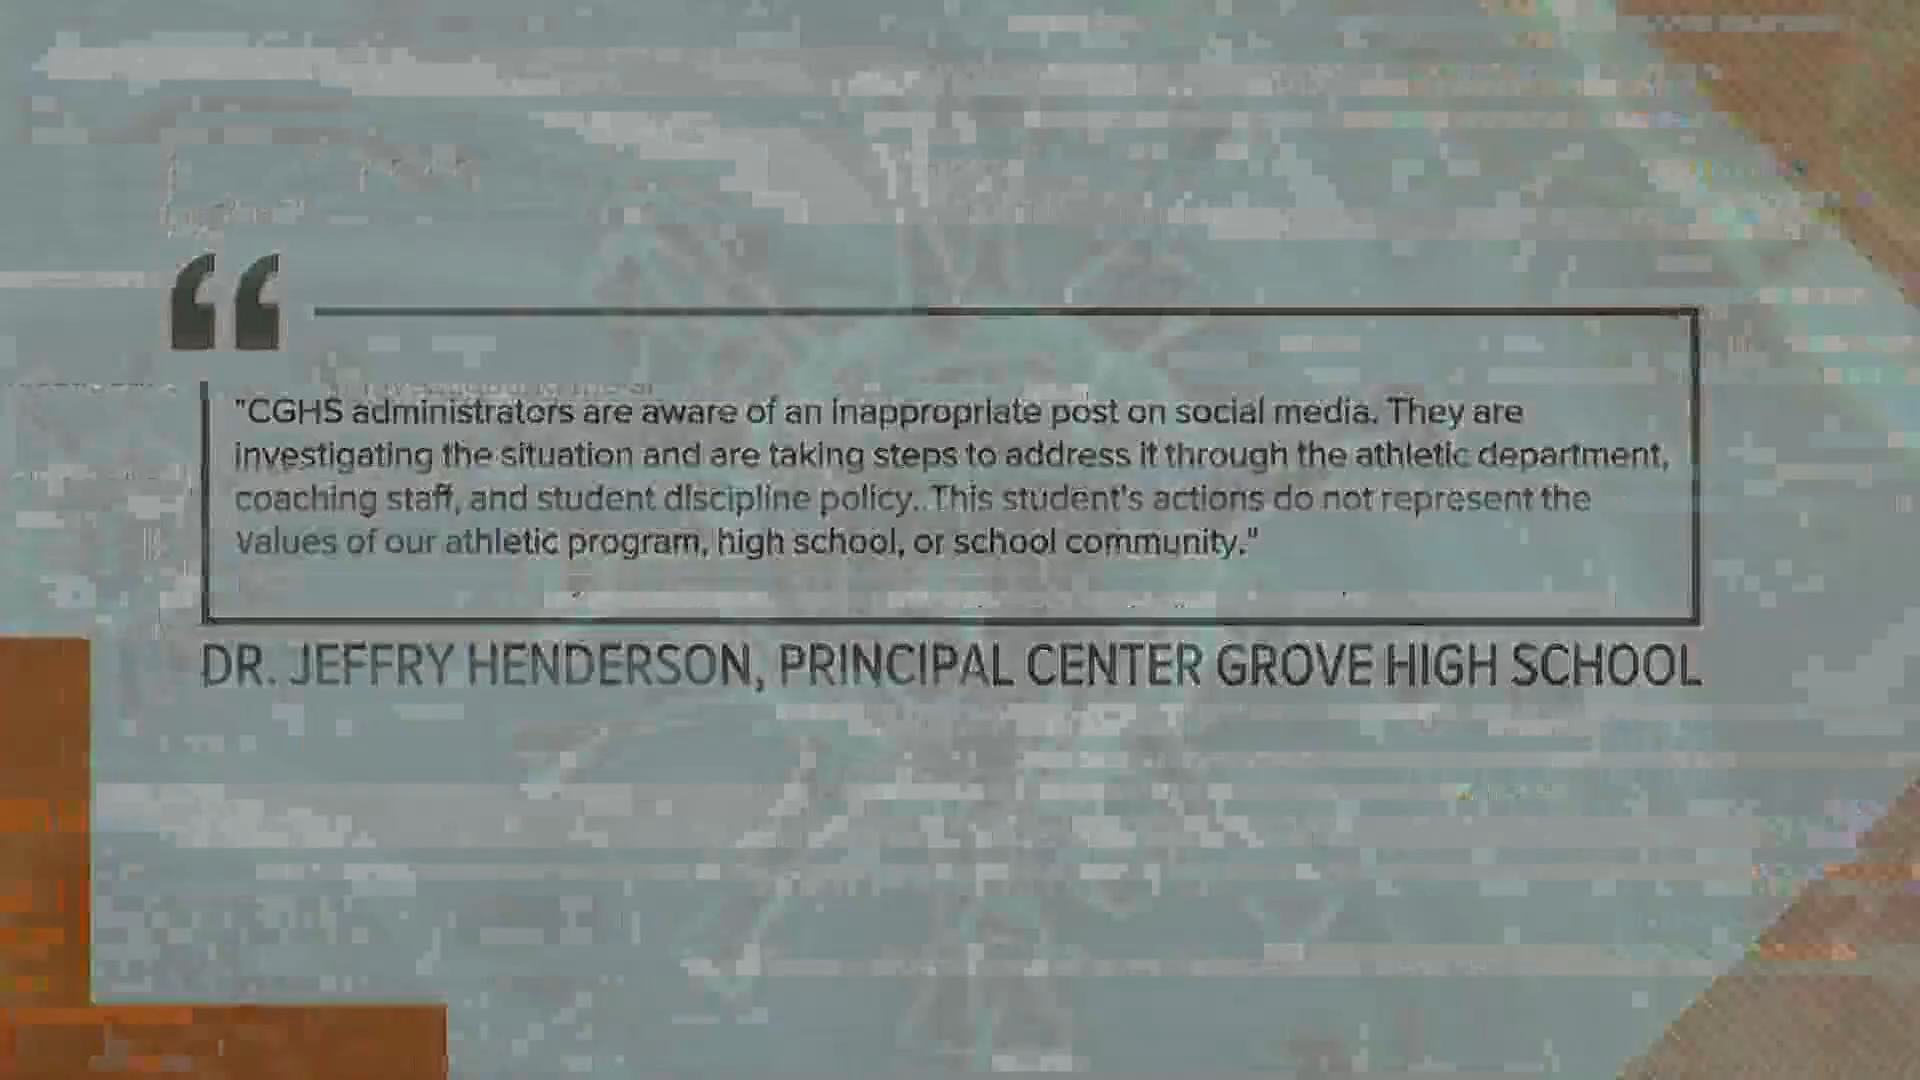 "CGHS administrators are aware of an inappropriate post on social media. They are
investigating the situation and are taking steps to address it through the athletic department,
coaching staff, and student discipline policy. This student's actions do not represent the
values of our athletic program, high school, or school community."
DR. JEFFRY HENDERSON, PRINCIPAL CENTER GROVE HIGH SCHOOL